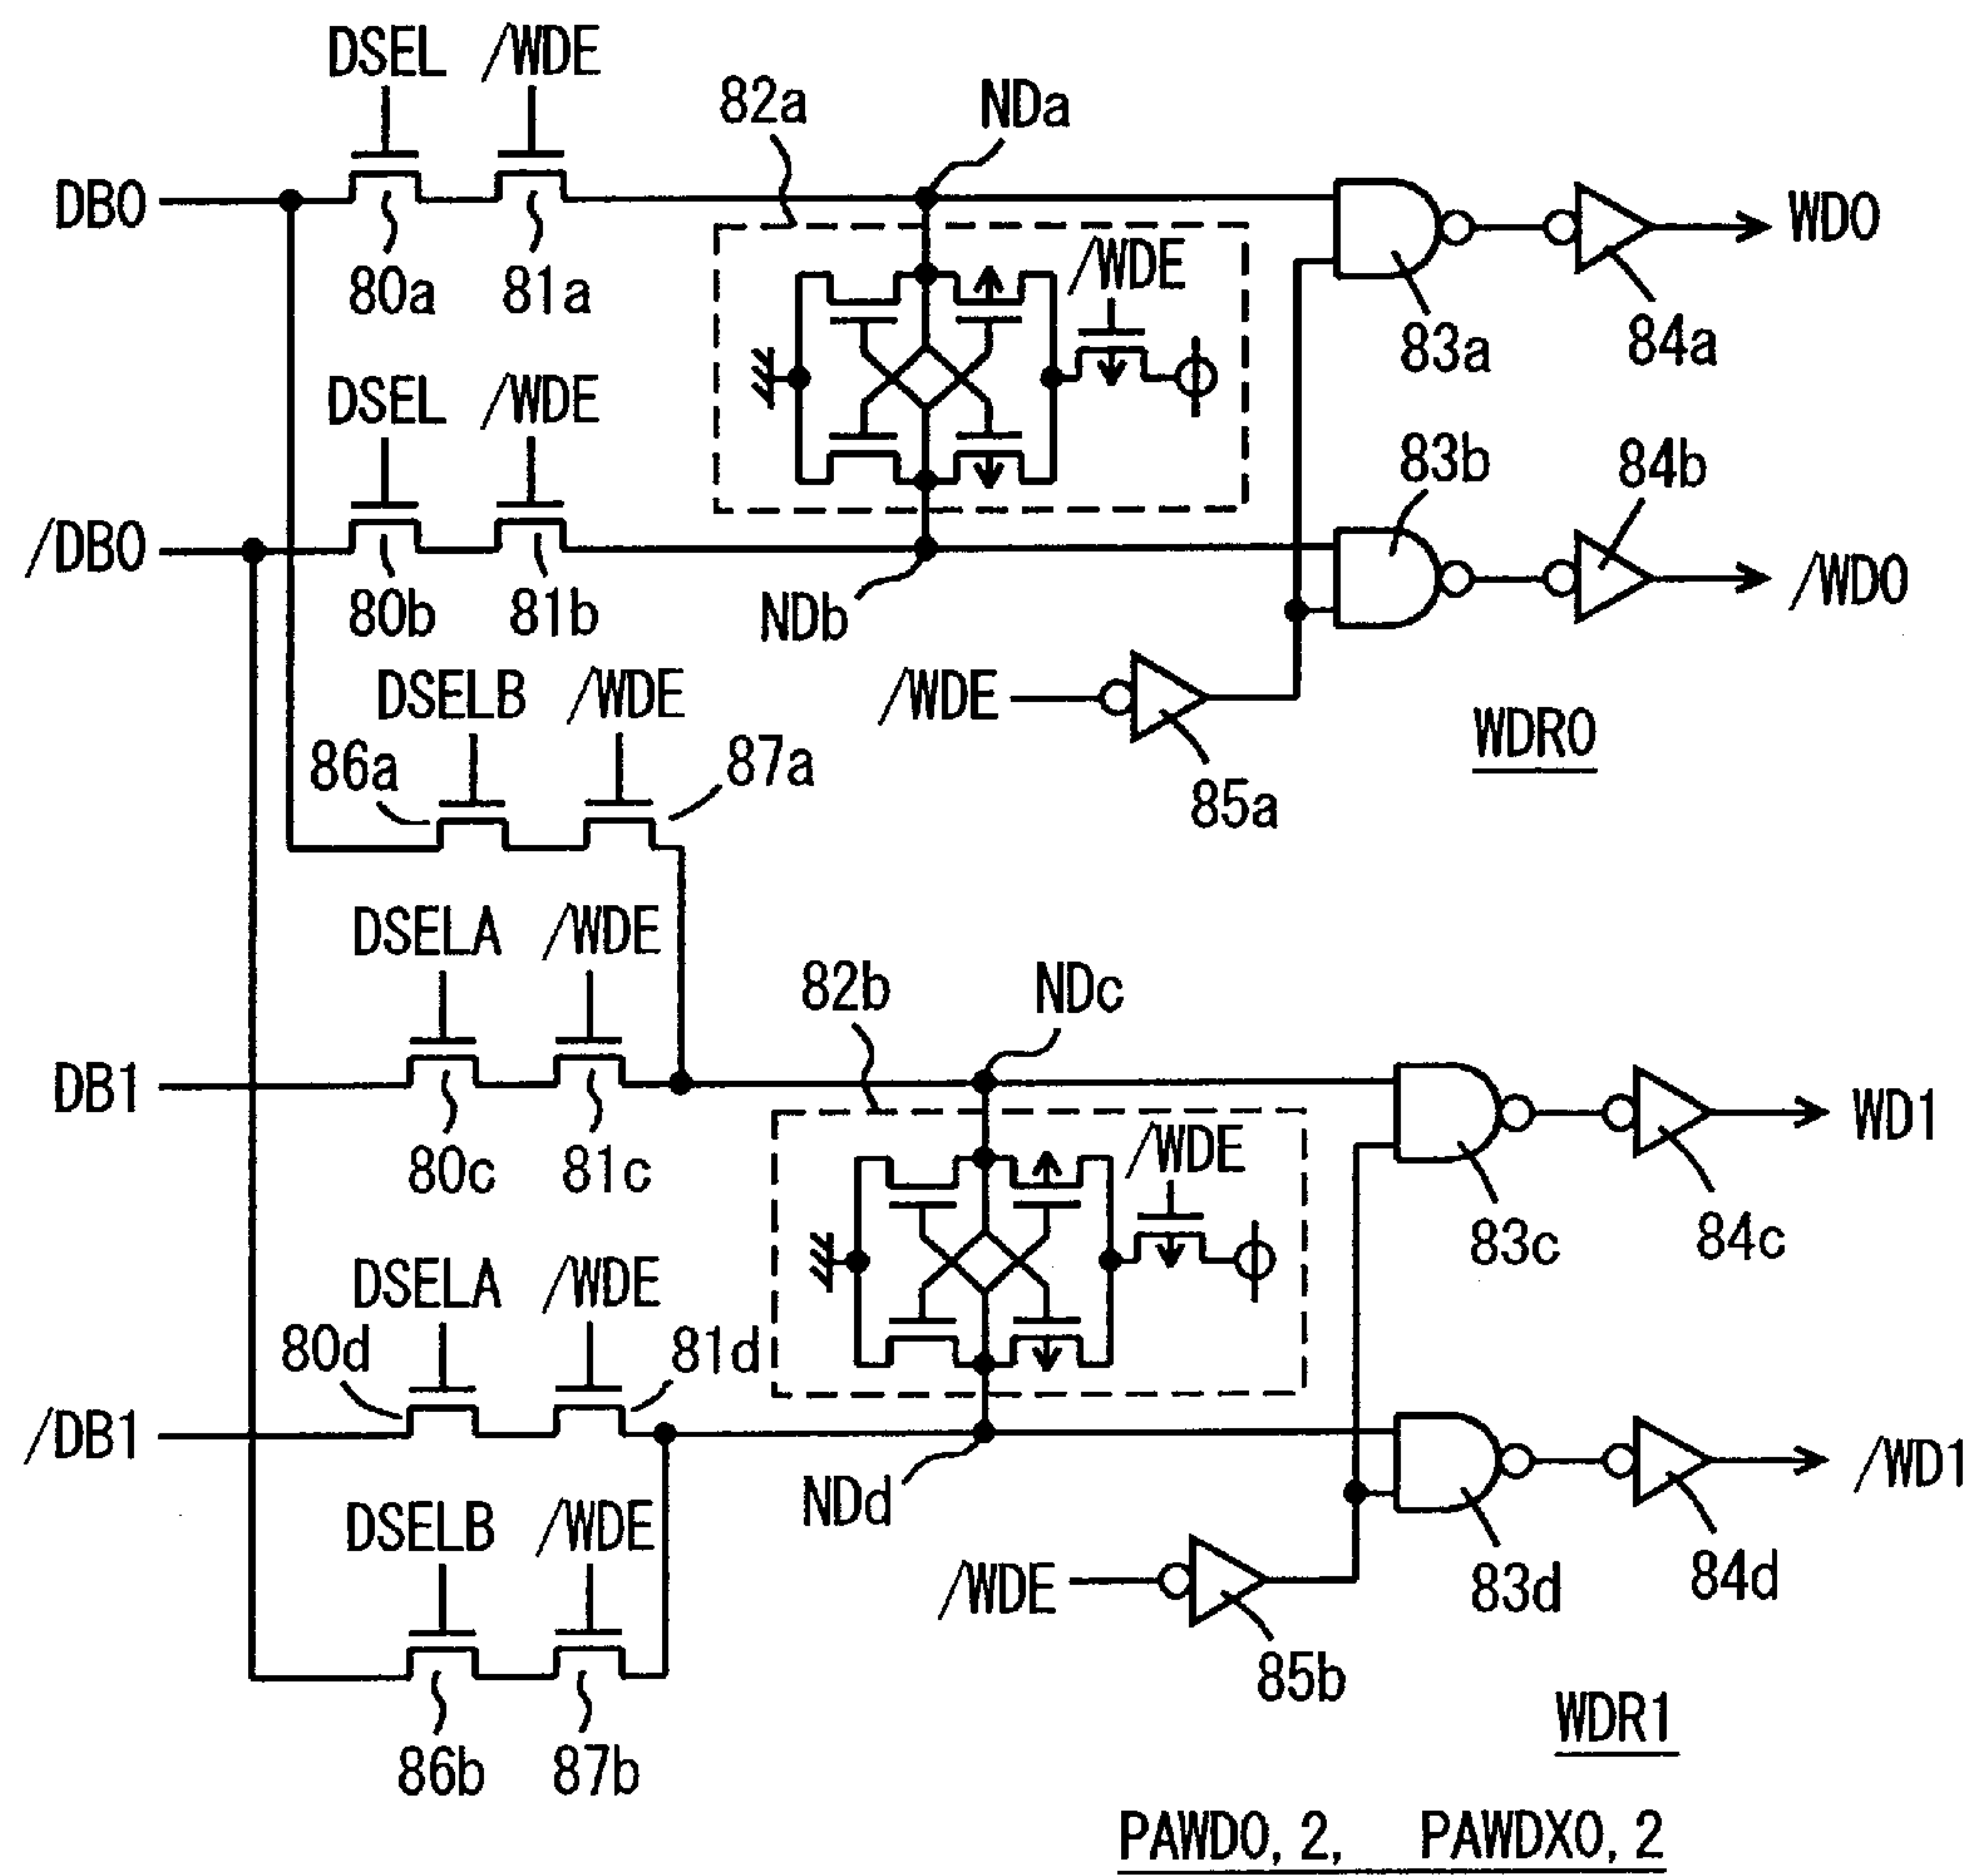 DSEL /WDE
82a NDa
DB0 WD0
80a 81a /WDE 83a 84a
DSEL /WDE
83b 84b
/DB0 /WD0
80b 81b NDb
DSELB /WDE /WDE WDR0
86a 87a 85a
DSELA /WDE
82b NDc
DB1 WD1
80c 81c /WDE 83c 84c
DSELA /WDE
80d 81d
/DB1 /WD1
NDd
DSELB /WDE /WDE 83d 84d
85b
86b 87b WDR1
PAWD0, 2, PAWDX0, 2